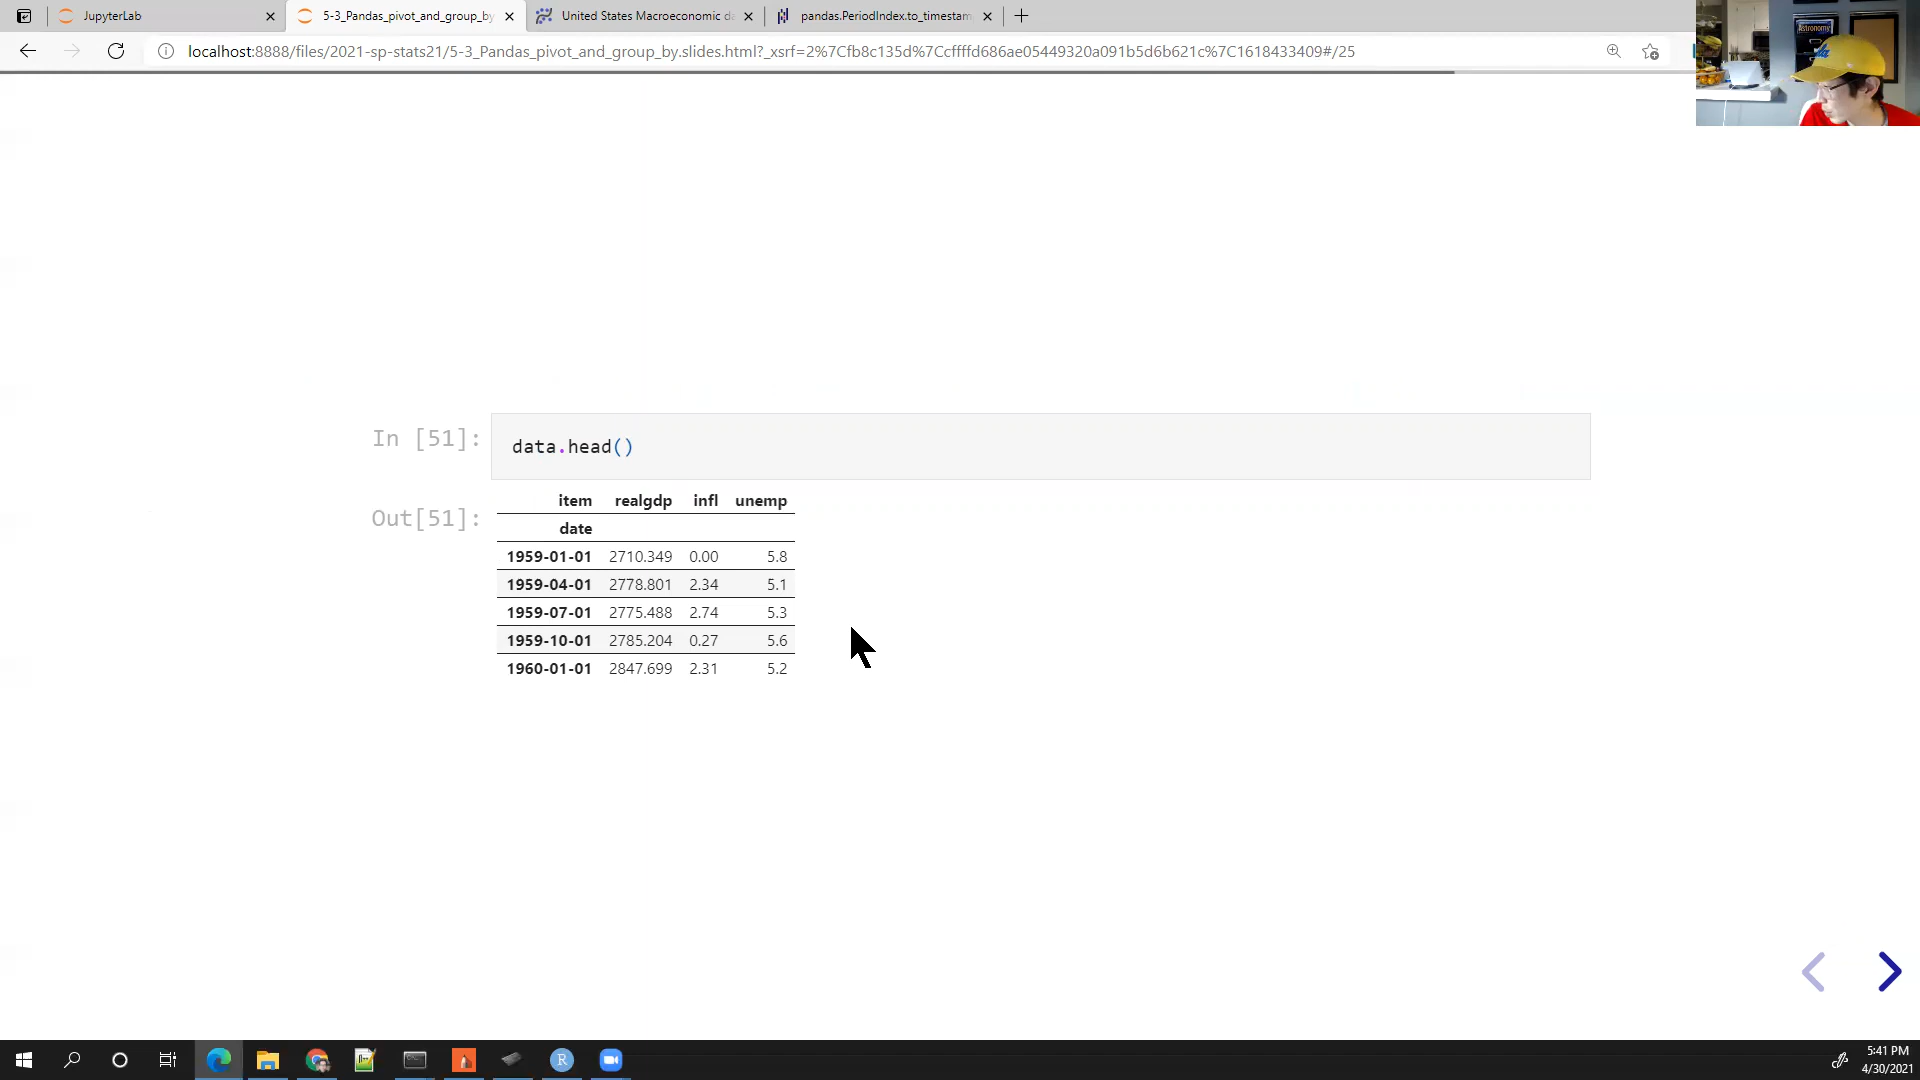 JupyterLab
5-3_Pandas_pivot_and_group_by
United States Macroeconomic da
pandas.PeriodIndex.to_timestam
localhost:8888/files/2021-sp-stats21/5-3_Pandas_pivot_and_group_by.slides.html?_xsrf=2%7Cfb8c135d%7Ccffffd686ae05449320a091b5d6b621c%7C1618433409#/25
Astronomy
In [51]:
data.head()
Out[51]:
item realgdp infl unemp
date
1959-01-01 2710.349 0.00 5.8
1959-04-01 2778.801 2.34 5.1
1959-07-01 2775.488 2.74 5.3
1959-10-01 2785.204 0.27 5.6
1960-01-01 2847.699 2.31 5.2
R
5:41 PM
4/30/2021